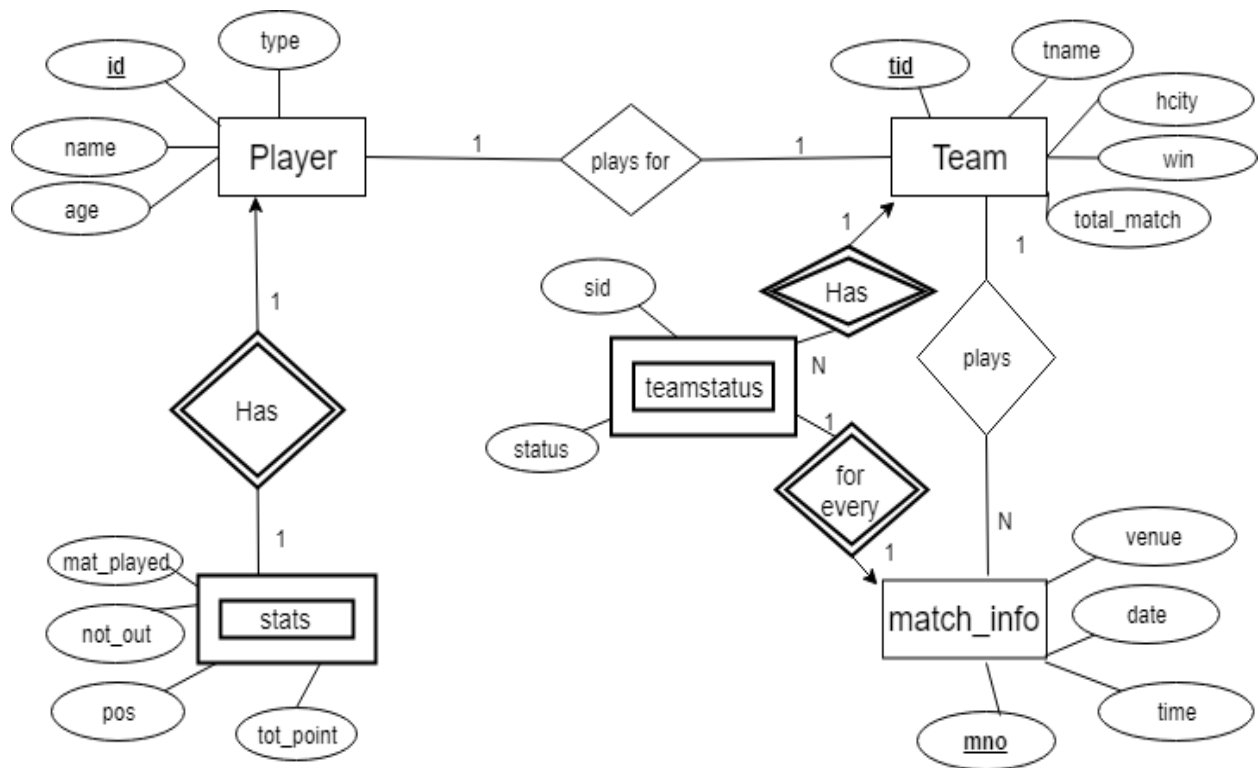 type
id
name
age
Player
1
plays for
1
tid
tname
hcity
win
total_match
Team
1
1
Has
sid
N
teamstatus
status
1
for
every
1
plays
N
1
Has
1
mat_played
not_out
pos
tot_point
stats
match_info
venue
date
time
mno